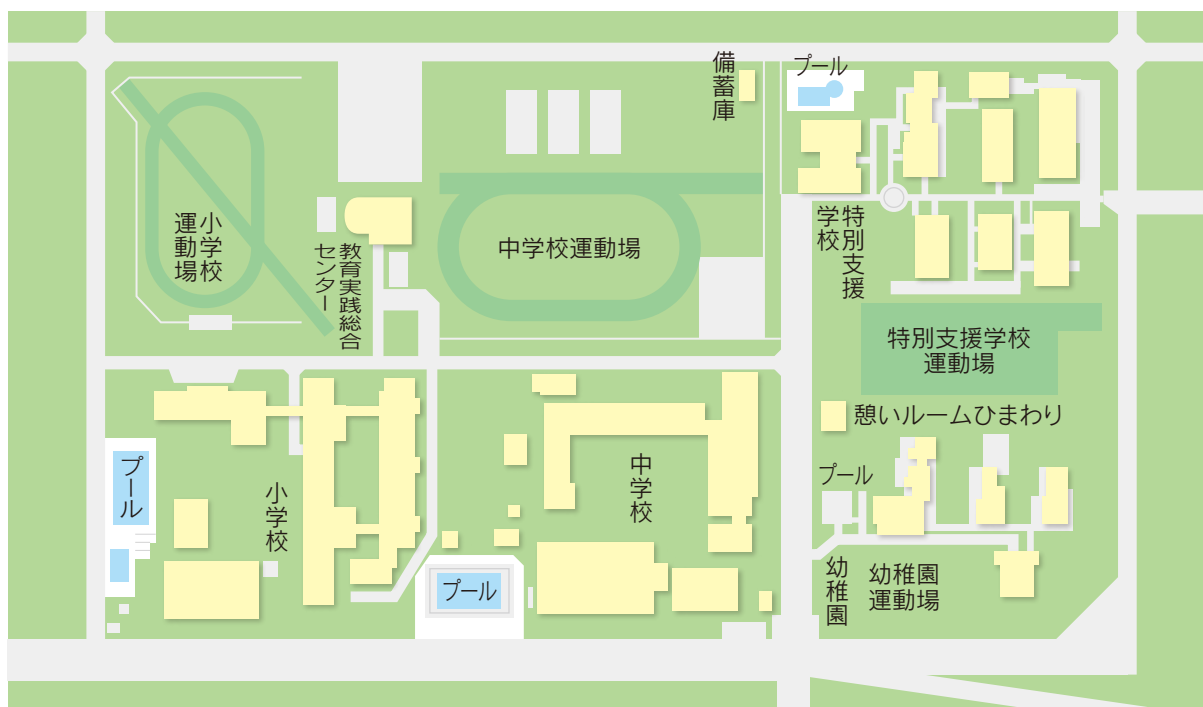 備蓄庫
プール
小学校
運動場
教育実践総合
センター
中学校運動場
特別支援
学校
特別支援学校
運動場
憩いルームひまわり
プール
小学校
中学校
プール
プール
幼稚園
幼稚園
運動場